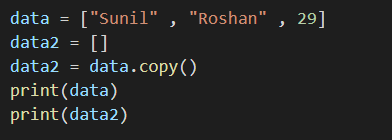 data = ["Sunil" , "Roshan" , 29]
data2 = []
data2 = data.copy()
print(data)
print(data2)